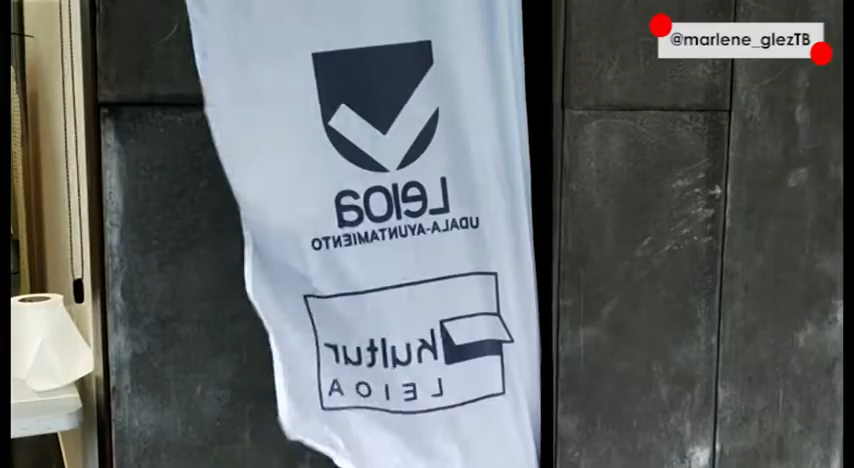 @marlene_glezTB
Leioa
UDALA-AYUNTAMIENTO
kultur
LEIOA